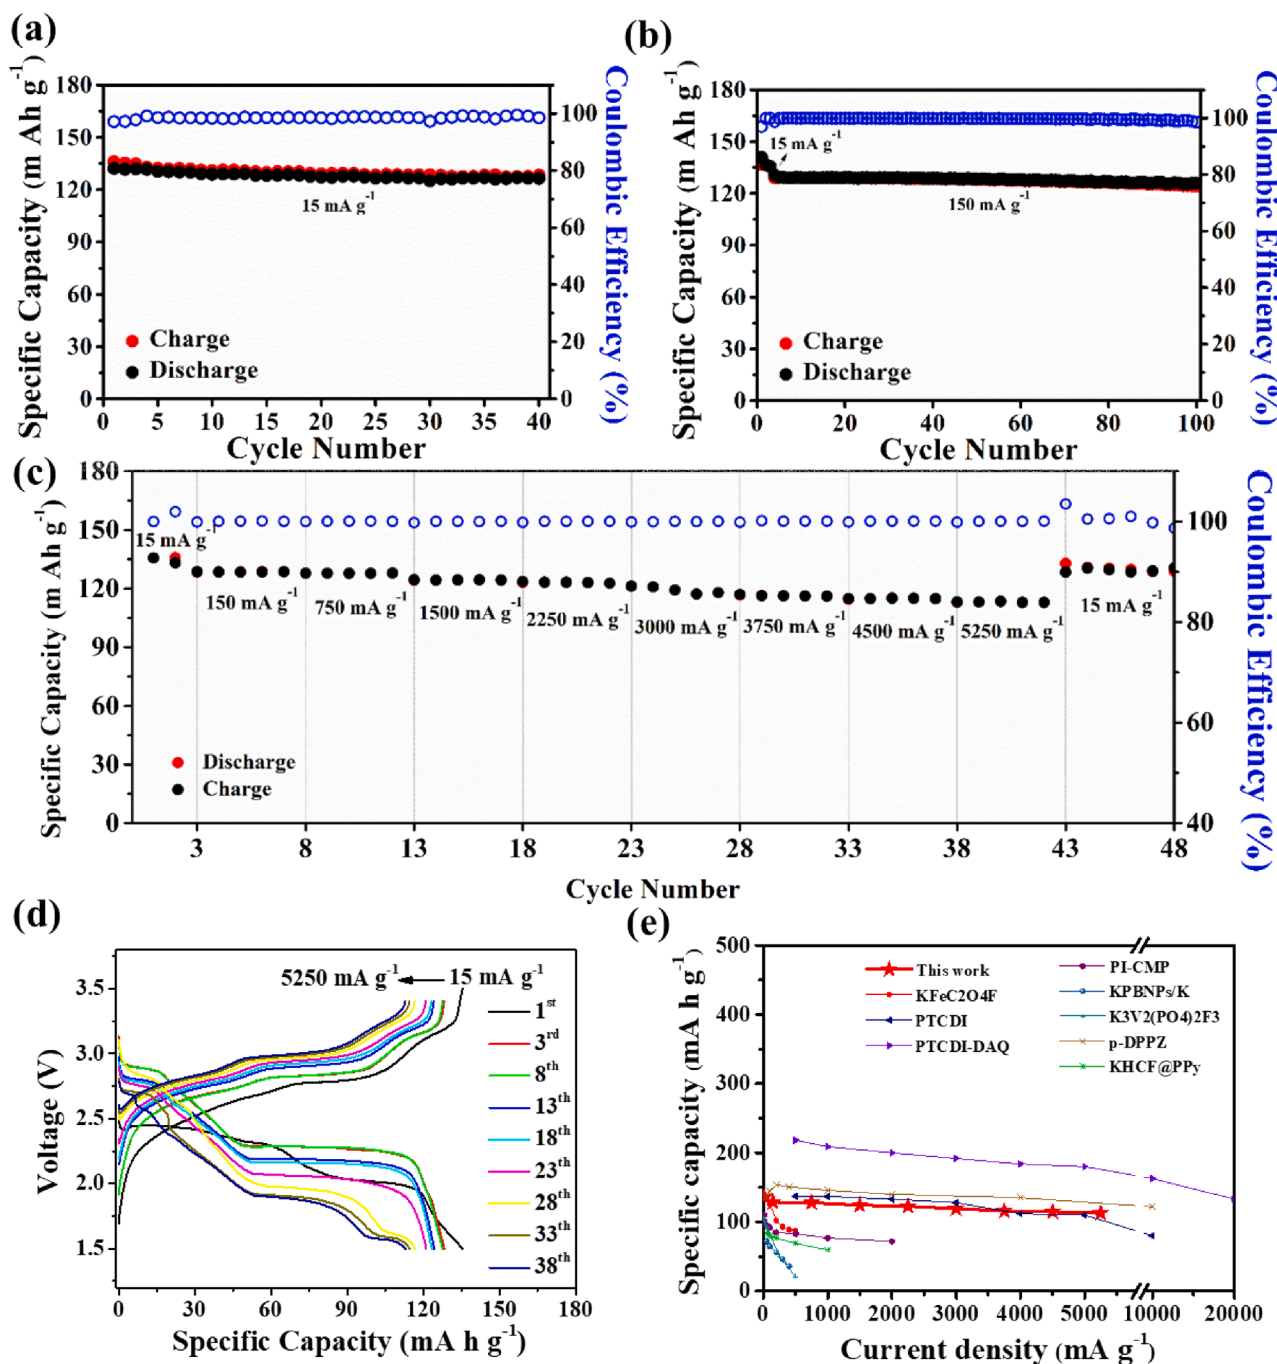 (a)
Specific Capacity (m Ah g-1)
180
150
120
90
60
30
0
15 mA g-1
Charge
Discharge
0 5 10 15 20 25 30 35 40
Cycle Number
100
80
60
40
20
0
Coulombic Efficiency (%)
(b)
Specific Capacity (m Ah g-1)
180
150
120
90
60
30
0
15 mA g-1
150 mA g-1
Charge
Discharge
0 20 40 60 80 100
Cycle Number
100
80
60
40
20
0
Coulombic Efficiency (%)
(c)
Specific Capacity (m Ah g-1)
180
150
120
90
60
30
0
15 mA g-1
150 mA g-1
750 mA g-1
1500 mA g-1
2250 mA g-1
3000 mA g-1
3750 mA g-1
4500 mA g-1
5250 mA g-1
15 mA g-1
Discharge
Charge
3 8 13 18 23 28 33 38 43 48
Cycle Number
100
80
60
40
Coulombic Efficiency (%)
(d)
Voltage (V)
3.5
3.0
2.5
2.0
1.5
5250 mA g-1 15 mA g-1
1st
3rd
8th
13th
18th
23th
28th
33th
38th
0 30 60 90 120 150 180
Specific Capacity (mA h g-1)
(e)
Specific capacity (mA h g-1)
500
400
300
200
100
0
This work
KFeC2O4F
PTCDI
PTCDI-DAQ
PI-CMP
KPBNPs/K
K3V2(PO4)2F3
p-DPPZ
KHCF@PPy
0 1000 2000 3000 4000 5000 10000 20000
Current density (mA g-1)